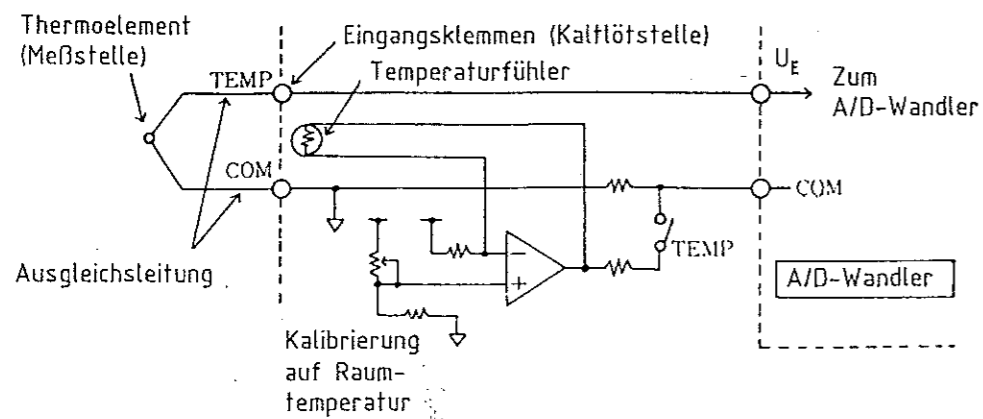 Thermoelement
(Meßstelle)
Eingangsklemmen (Kaltlötstelle)
Temperaturfühler
TEMP
U_E
Zum
A/D-Wandler
COM
COM
TEMP
Ausgleichsleitung
A/D-Wandler
Kalibrierung
auf Raum-
temperatur